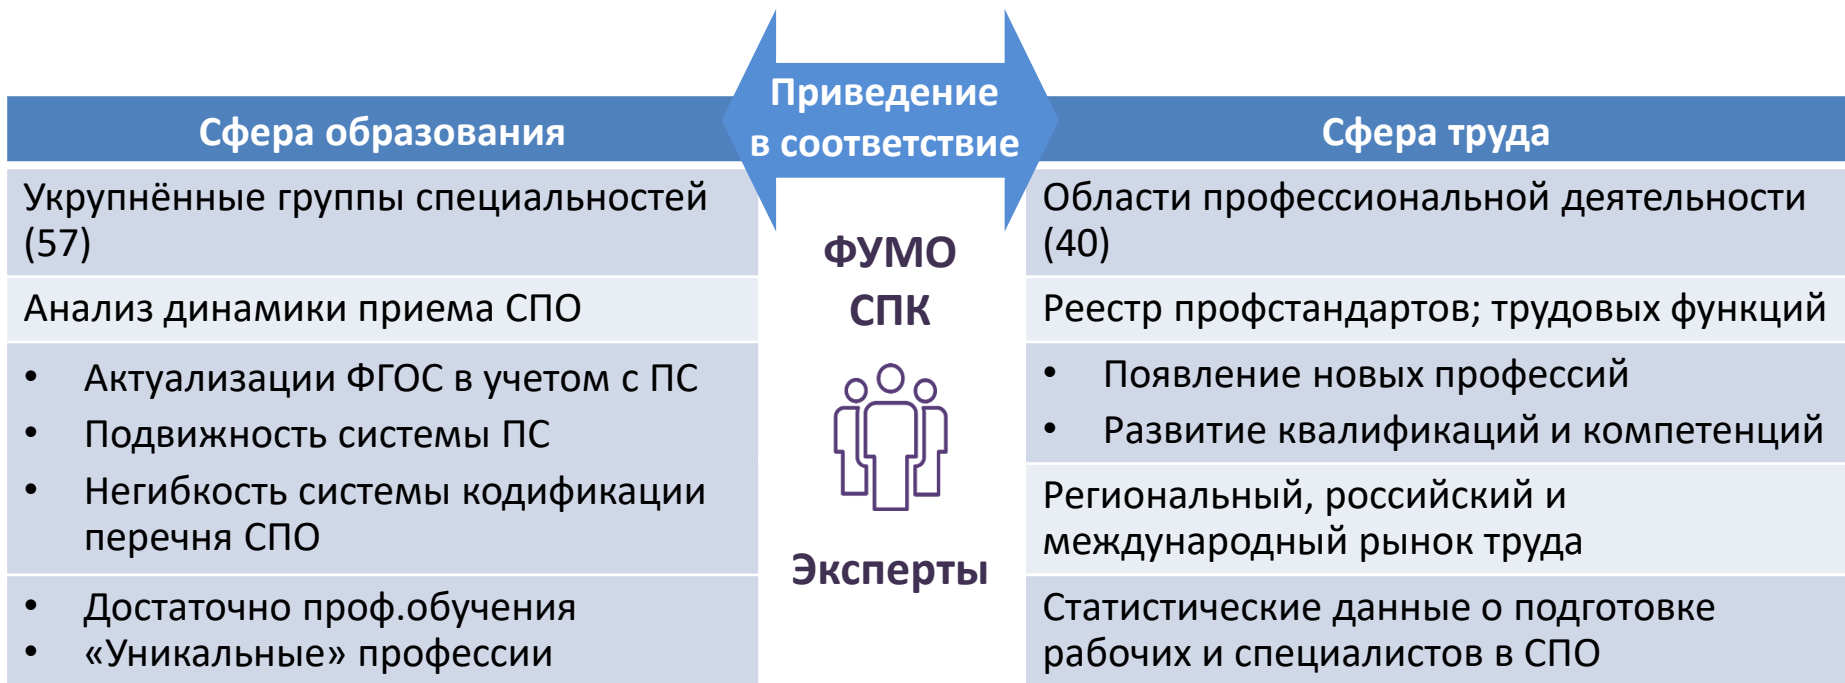 Приведение
в соответствие
Сфера образования
Укрупнённые группы специальностей
(57)
Анализ динамики приема СПО
• Актуализации ФГОС в учетом с ПС
• Подвижность системы ПС
• Негибкость системы кодификации
перечня СПО
• Достаточно проф.обучения
• «Уникальные» профессии
ФУМО
СПК
Эксперты
Сфера труда
Области профессиональной деятельности
(40)
Реестр профстандартов; трудовых функций
• Появление новых профессий
• Развитие квалификаций и компетенций
Региональный, российский и
международный рынок труда
Статистические данные о подготовке
рабочих и специалистов в СПО